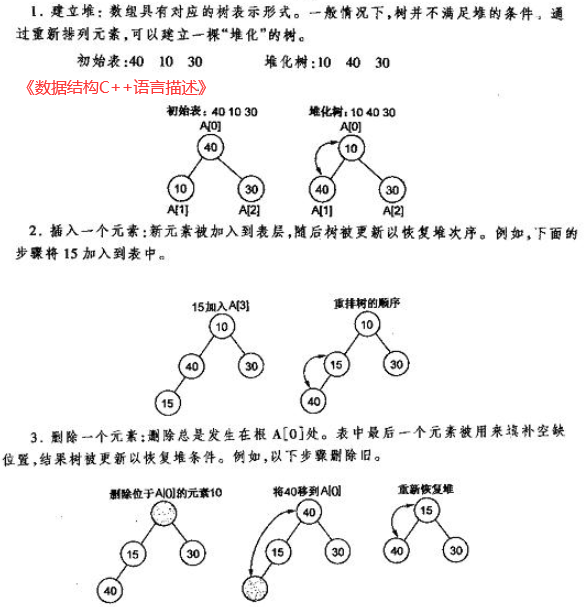 1. 建立堆：数组具有对应的树表示形式。一般情况下，树并不满足堆的条件。通
过重新排列元素，可以建立一棵“堆化”的树。
初始表：40 10 30 堆化树：10 40 30
《数据结构C++语言描述》
初始表：40 10 30 堆化树：10 40 30
A[0] A[0]
40 10
10 30 40 30
A[1] A[2] A[1] A[2]
2. 插入一个元素：新元素被加入到表层，随后树被更新以恢复堆次序。例如，下面的
步骤将 15 加入到表中。
15加入A[3] 重排树的顺序
10 10
40 30 15 30
15 40
3. 删除一个元素：删除总是发生在根 A[0]处。表中最后一个元素被用来填补空缺
位置，结果树被更新以恢复堆条件。例如，以下步骤删除旧。
删除位于A[0]的元素10 将40移到A[0] 重新恢复堆
40 15
15 30 15 30 40 30
40